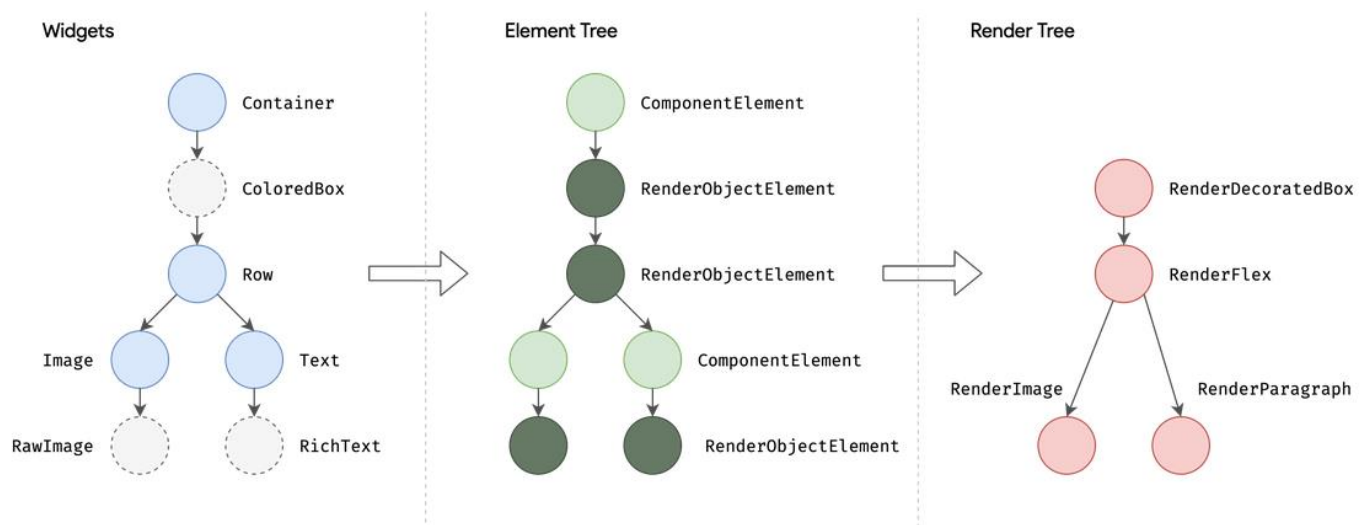 Widgets
Container
ColoredBox
Row
Image
Text
RawImage
RichText
Element Tree
ComponentElement
RenderObjectElement
RenderObjectElement
ComponentElement
RenderObjectElement
Render Tree
RenderDecoratedBox
RenderFlex
RenderImage
RenderParagraph